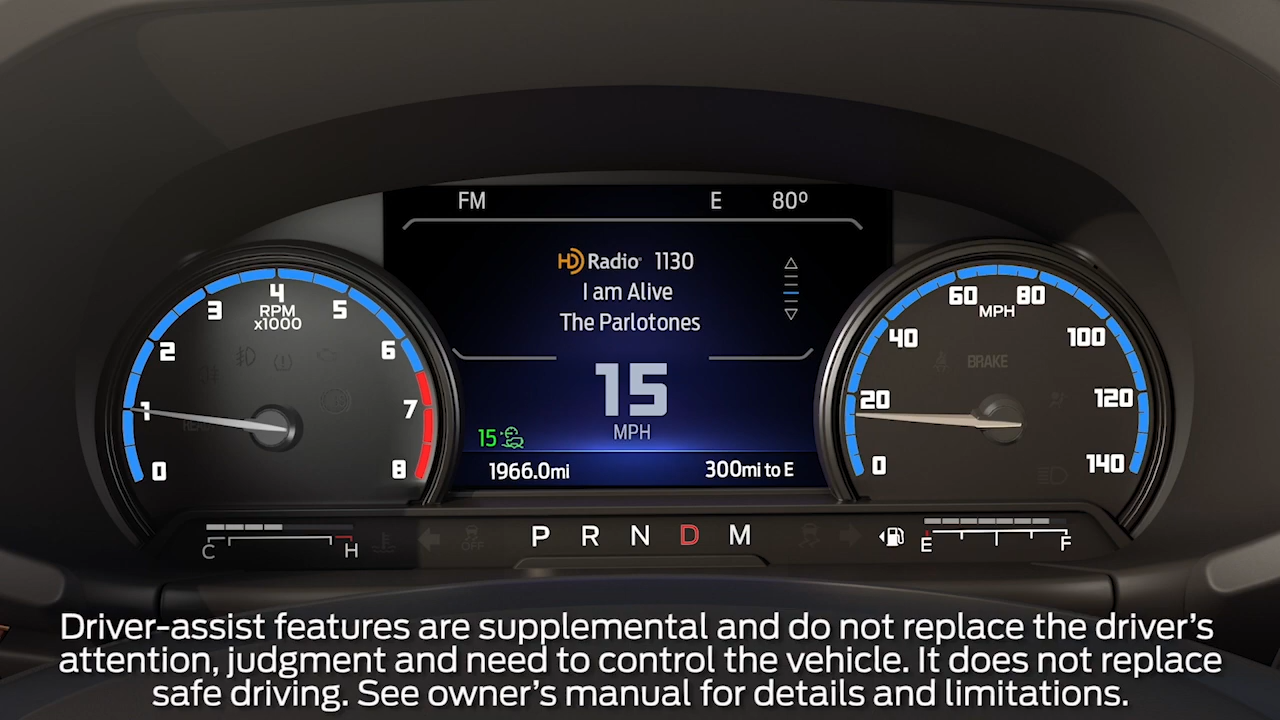 FM E 80º
HD Radio 1130
I am Alive
The Parlotones
15
MPH
15
1966.0mi 300mi to E
0
1
2
3
4
5
6
7
8
RPM
x1000
0
20
40
60
80
100
120
140
MPH
BRAKE
C H
OFF
P R N D M
E F
Driver-assist features are supplemental and do not replace the driver's
attention, judgment and need to control the vehicle. It does not replace
safe driving. See owner's manual for details and limitations.